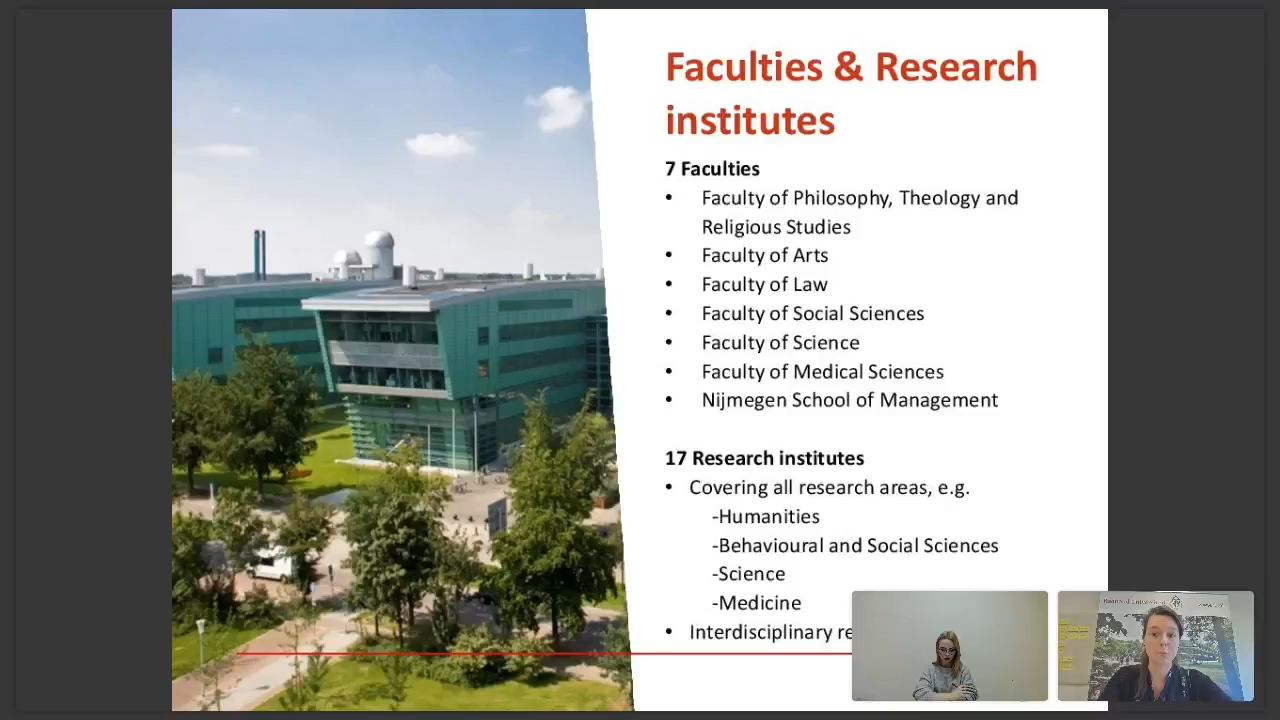 Faculties & Research
institutes
7 Faculties
• Faculty of Philosophy, Theology and
Religious Studies
• Faculty of Arts
• Faculty of Law
• Faculty of Social Sciences
• Faculty of Science
• Faculty of Medical Sciences
• Nijmegen School of Management
17 Research institutes
• Covering all research areas, e.g.
-Humanities
-Behavioural and Social Sciences
-Science
-Medicine
• Interdisciplinary re